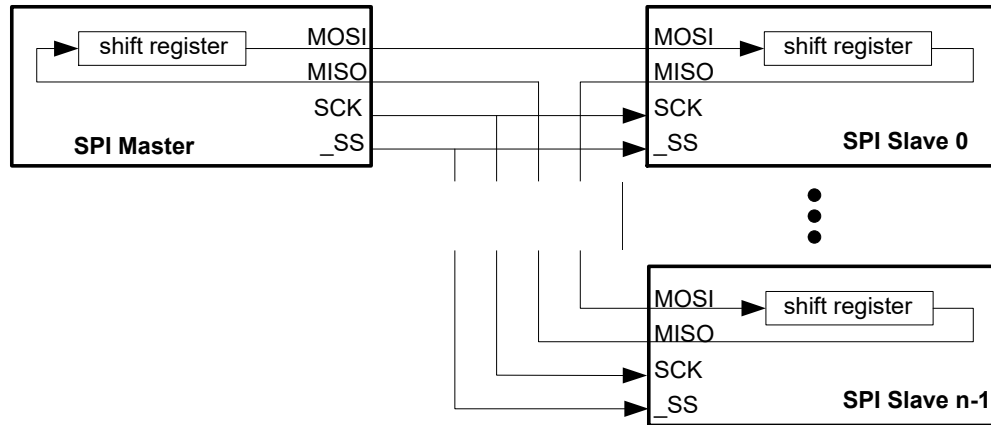 shift register
MOSI
MISO
SCK
_SS
SPI Master
MOSI
shift register
MISO
SCK
_SS
SPI Slave 0
MOSI
shift register
MISO
SCK
_SS
SPI Slave n-1